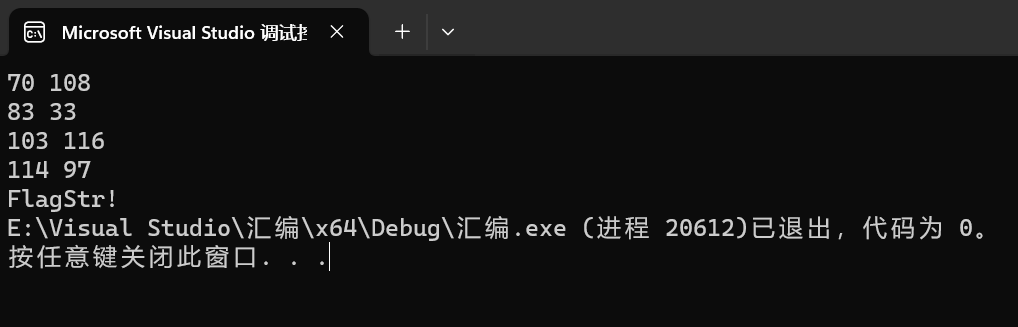 Microsoft Visual Studio 调试
70 108
83 33
103 116
114 97
FlagStr!
E:\Visual Studio\汇编\x64\Debug\汇编.exe (进程 20612)已退出，代码为 0。
按任意键关闭此窗口. . .